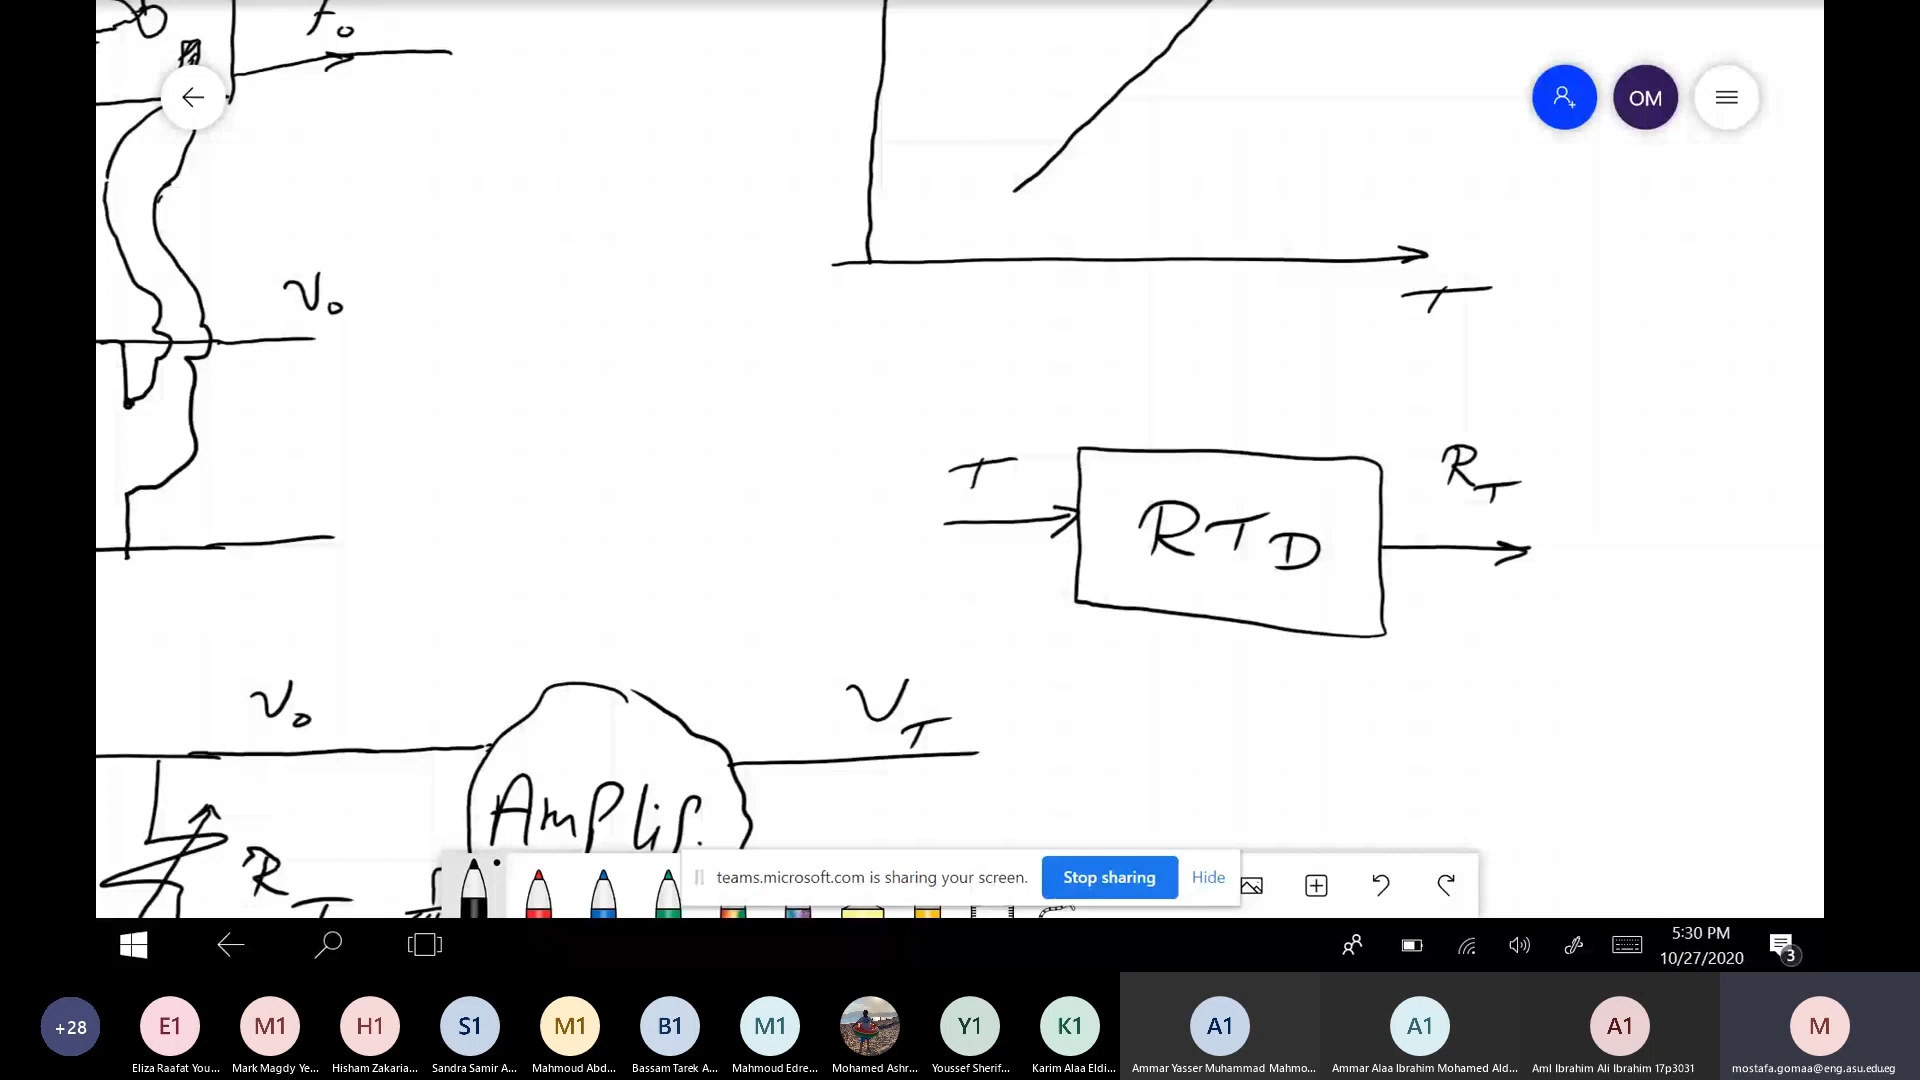 Fo
OM
Vo
T
T
RT
RTD
Vo
VT
Amplif.
RT
teams.microsoft.com is sharing your screen.
Stop sharing
Hide
5:30 PM
10/27/2020
3
+28
E1
M1
H1
S1
M1
B1
M1
Y1
K1
A1
A1
A1
M
Eliza Raafat You...
Mark Magdy Ye...
Hisham Zakaria...
Sandra Samir A...
Mahmoud Abd...
Bassam Tarek A...
Mahmoud Edre...
Mohamed Ashr...
Youssef Sherif...
Karim Alaa Eldi...
Ammar Yasser Muhammad Mahmo...
Ammar Alaa Ibrahim Mohamed Ald...
Aml Ibrahim Ali Ibrahim 17p3031
mostafa.gomaa@eng.asu.edu.eg